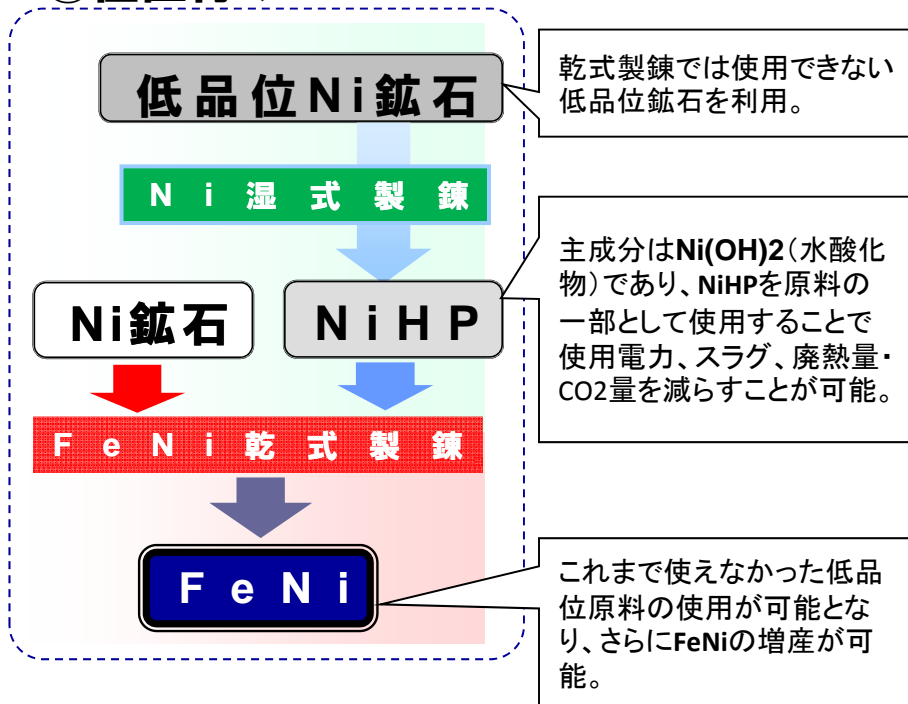 低品位Ni鉱石
乾式製錬では使用できない
低品位鉱石を利用。
Ni湿式製錬
主成分はNi(OH)2（水酸化
物）であり、NiHPを原料の
一部として使用することで
使用電力、スラグ、廃熱量・
CO2量を減らすことが可能。
Ni鉱石
NiHP
FeNi乾式製錬
FeNi
これまで使えなかった低品
位原料の使用が可能とな
り、さらにFeNiの増産が可
能。